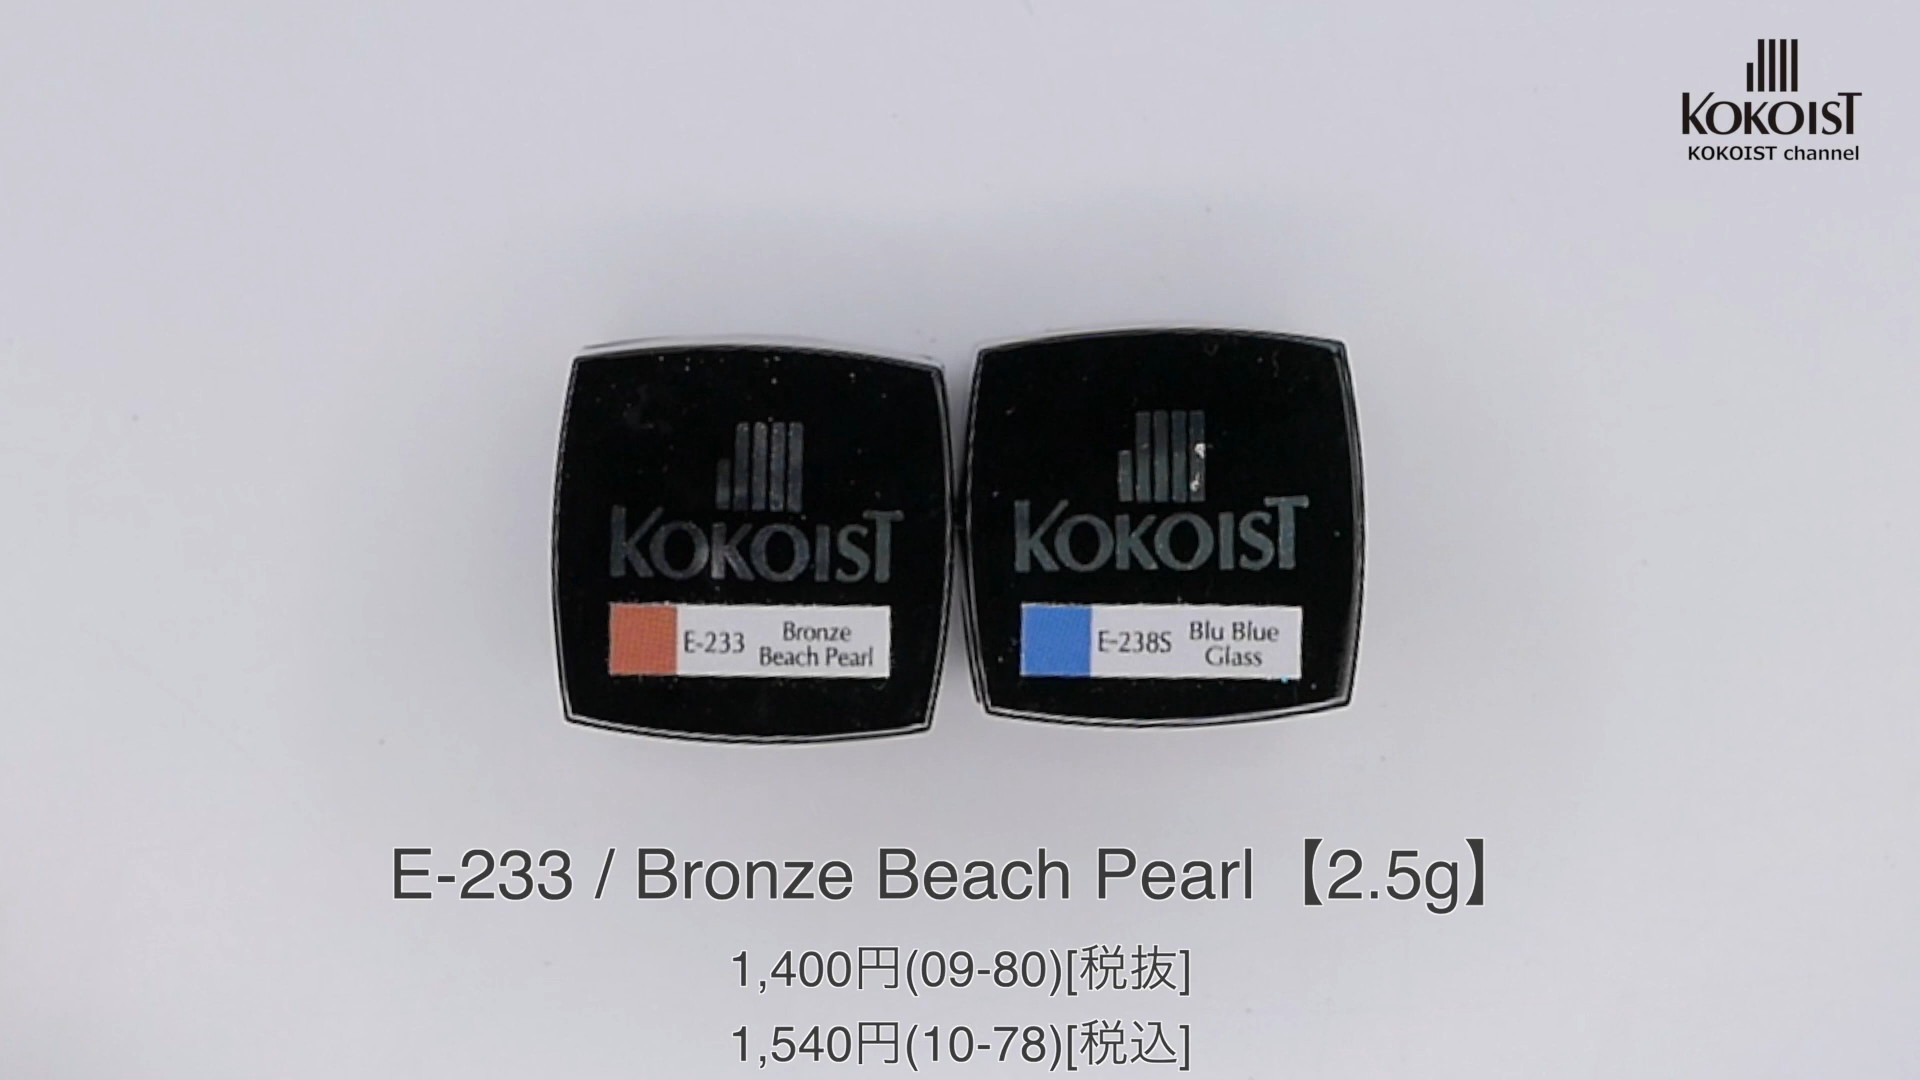 KOKOIST
KOKOIST channel
KOKOIST
E-233
Bronze
Beach Pearl
KOKOIST
E-238S
Blu Blue
Glass
E-233 / Bronze Beach Pearl【2.5g】
1,400円(09-80)[税抜]
1,540円(10-78)[税込]